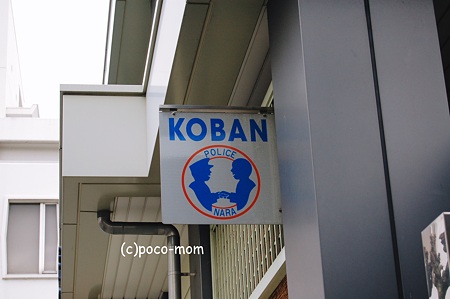 KOBAN
POLICE
NARA
(c)poco-mom